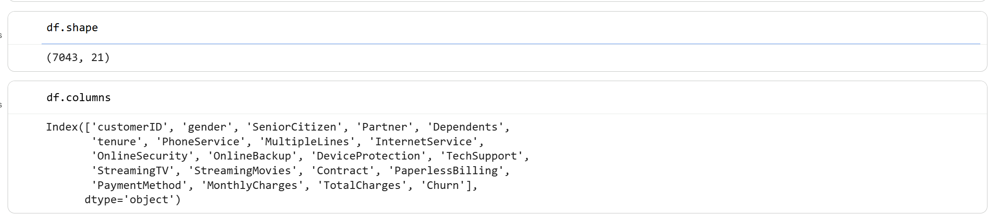 df.shape
(7043, 21)
df.columns
Index(['customerID', 'gender', 'SeniorCitizen', 'Partner', 'Dependents',
'tenure', 'PhoneService', 'MultipleLines', 'InternetService',
'OnlineSecurity', 'OnlineBackup', 'DeviceProtection', 'TechSupport',
'StreamingTV', 'StreamingMovies', 'Contract', 'PaperlessBilling',
'PaymentMethod', 'MonthlyCharges', 'TotalCharges', 'Churn'],
dtype='object')